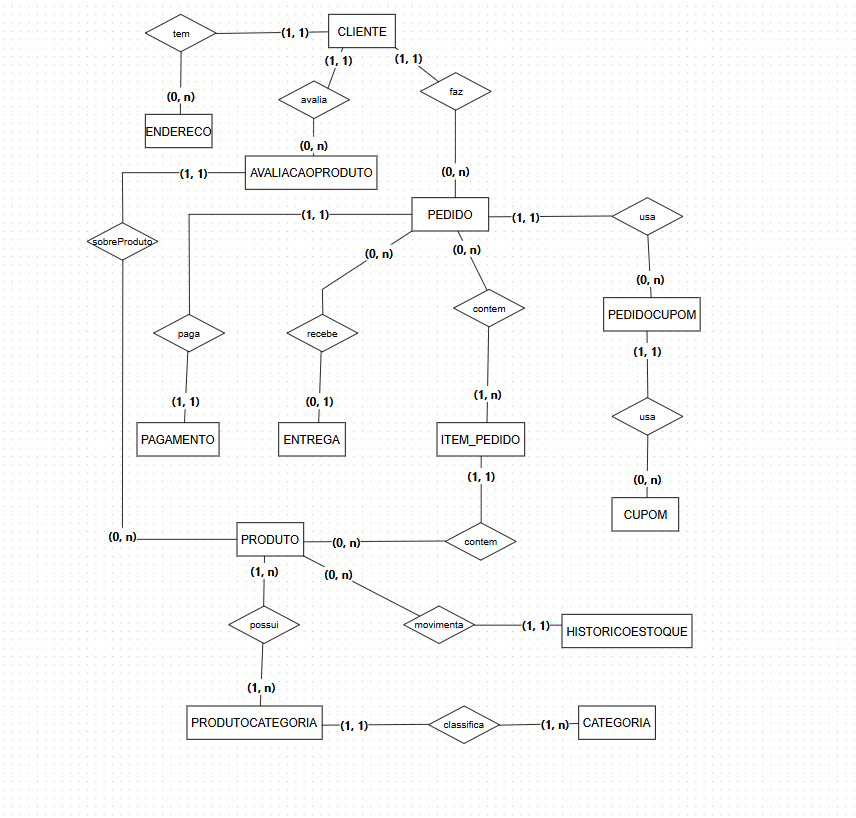 tem
(1, 1)
CLIENTE
(1, 1)
(1, 1)
(0, n)
avalia
faz
ENDERECO
(0, n)
(1, 1)
AVALIACAOPRODUTO
(0, n)
(1, 1)
PEDIDO
(1, 1)
usa
sobreProduto
(0, n)
(0, n)
(0, n)
contem
PEDIDOCUPOM
paga
recebe
(1, 1)
(1, 1)
(0, 1)
(1, n)
usa
PAGAMENTO
ENTREGA
ITEM_PEDIDO
(1, 1)
(0, n)
CUPOM
(0, n)
PRODUTO
(0, n)
contem
(1, n)
(0, n)
possui
movimenta
(1, 1)
HISTORICOESTOQUE
(1, n)
PRODUTOCATEGORIA
(1, 1)
classifica
(1, n)
CATEGORIA